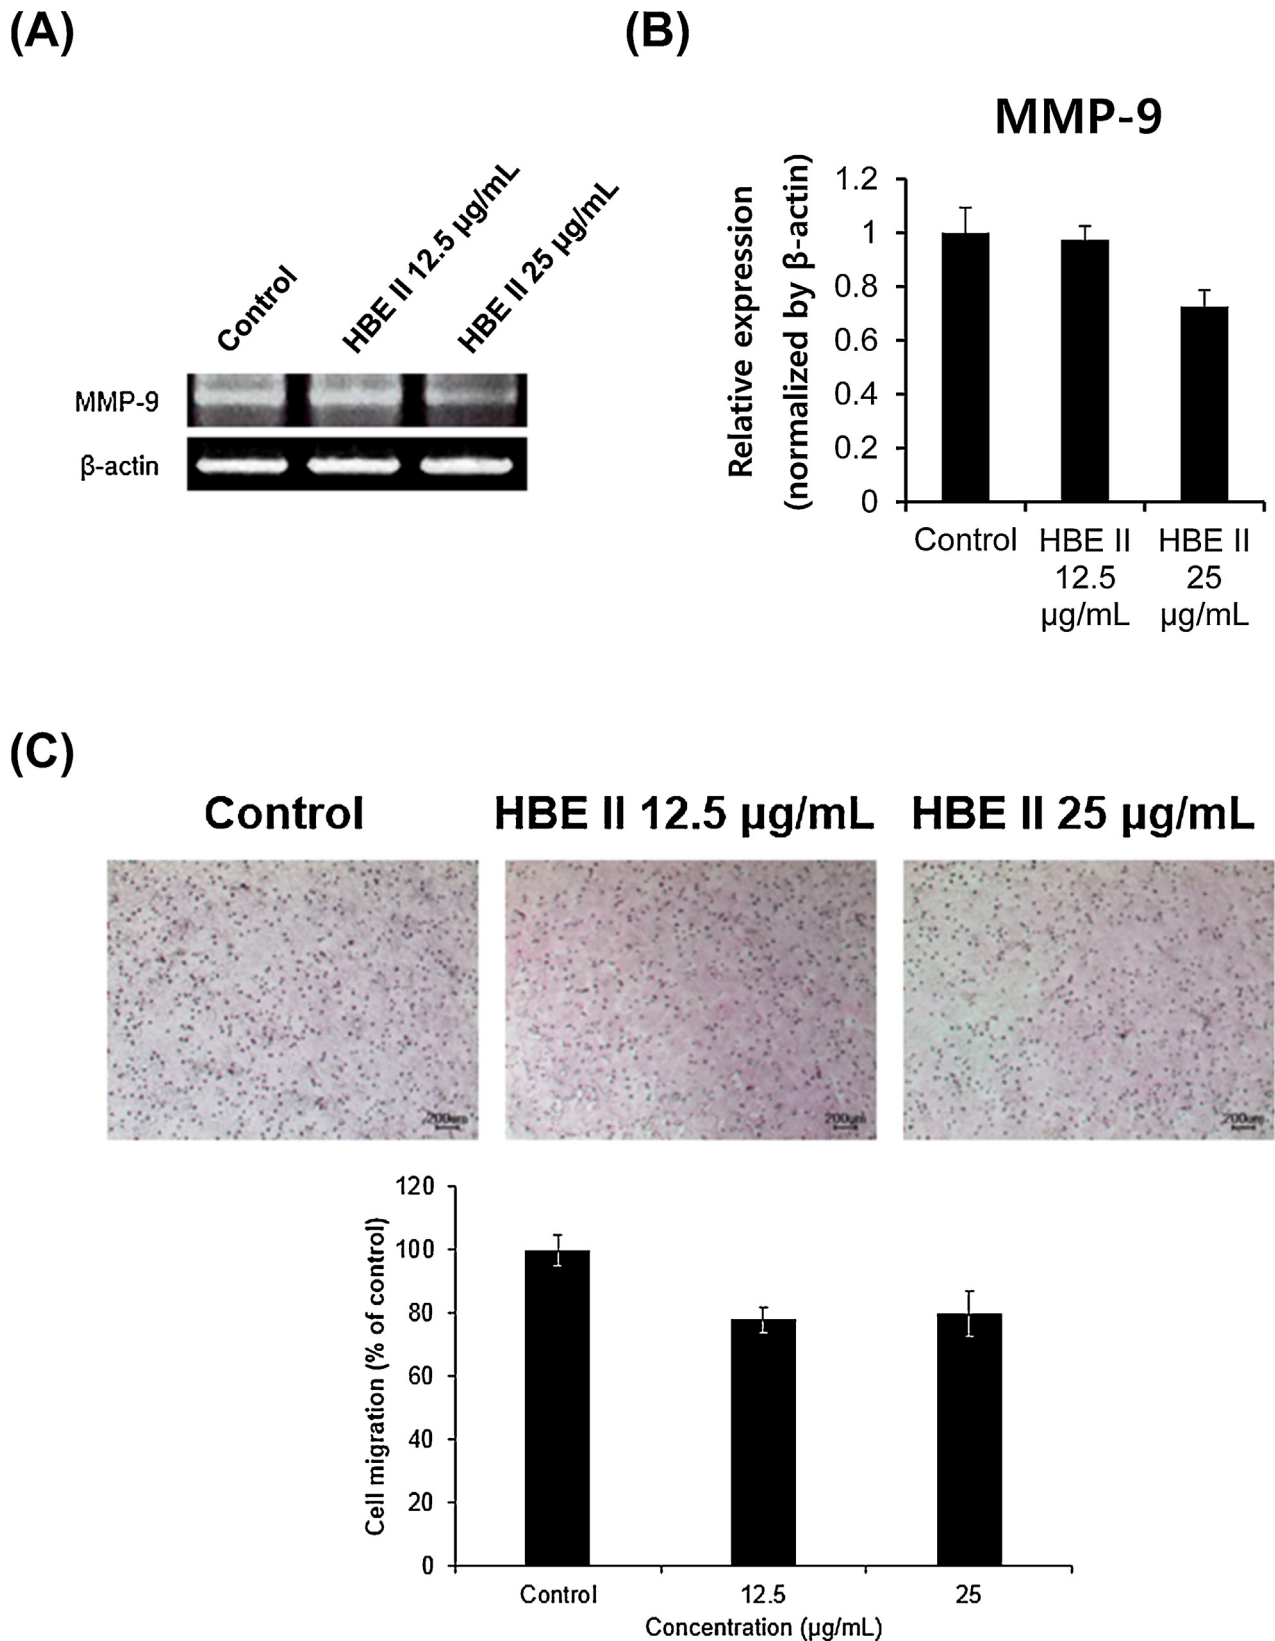 (A)
Control
HBE II 12.5 µg/mL
HBE II 25 µg/mL
MMP-9
β-actin
(B)
MMP-9
Relative expression
(normalized by β-actin)
1.2
1
0.8
0.6
0.4
0.2
0
Control
HBE II
12.5
µg/mL
HBE II
25
µg/mL
(C)
Control
HBE II 12.5 µg/mL
HBE II 25 µg/mL
200um
200um
200um
Cell migration (% of control)
120
100
80
60
40
20
0
Control
12.5
25
Concentration (µg/mL)